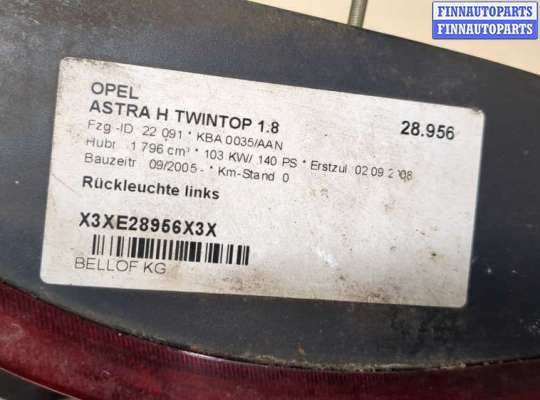 FINNAUTOPARTS
FINNAUTOPARTS
OPEL
ASTRA H TWINTOP 1.8 28.956
Fzg.-ID 22 091 * KBA 0035/AAN
Hubr 1 796 cm³ * 103 KW/ 140 PS * Erstzul 02 09 2 08
Bauzeitr 09/2005 - * Km-Stand 0
Rückleuchte links
X3XE28956X3X
BELLOF KG